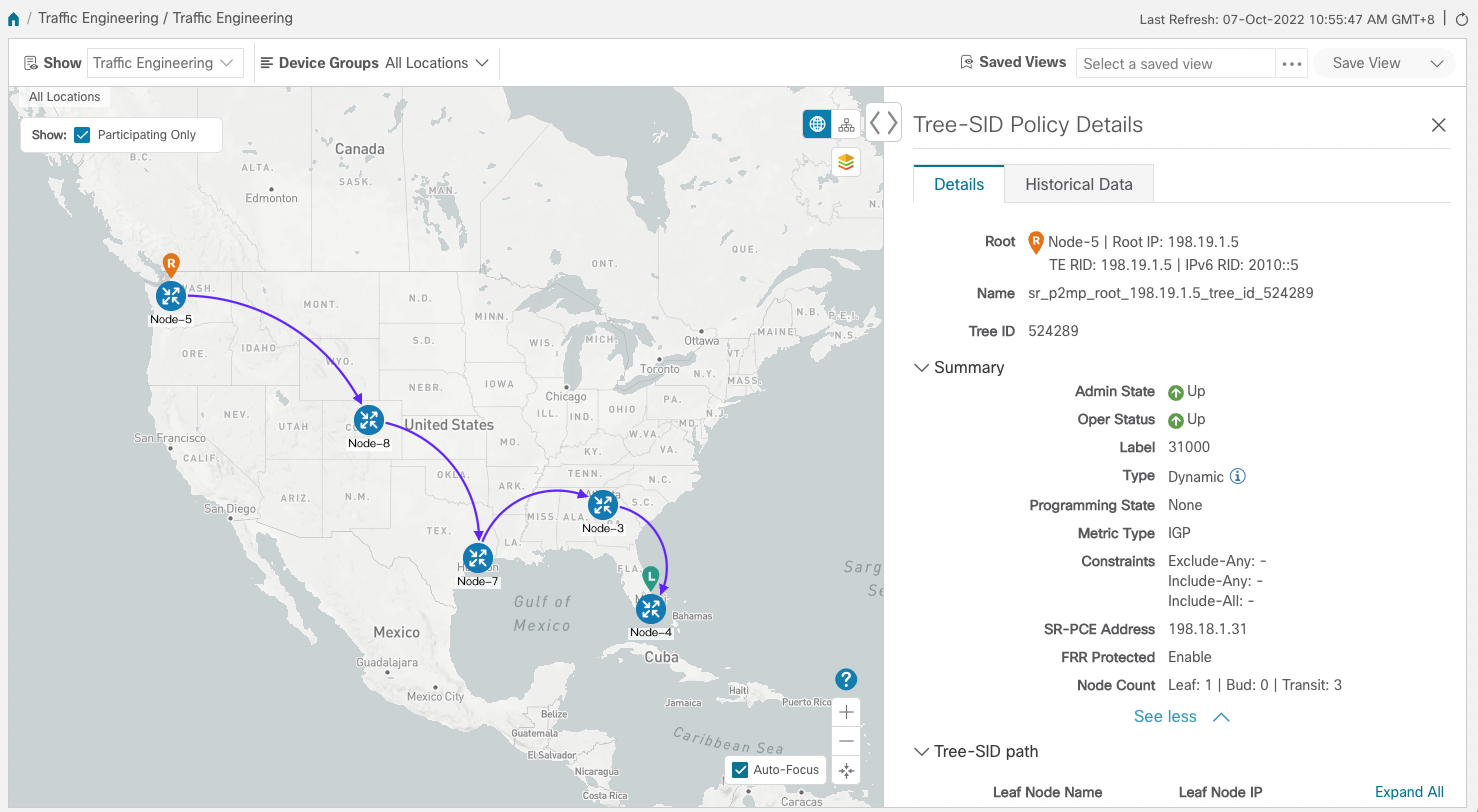 / Traffic Engineering / Traffic Engineering
Last Refresh: 07-Oct-2022 10:55:47 AM GMT+8 |
Show Traffic Engineering
Device Groups All Locations
Saved Views Select a saved view ... Save View
All Locations
Show: Participating Only
Canada
B.C.
ALTA.
SASK.
MAN.
Edmonton
ONT.
QUE.
N.B.
P.E.I.
N.S.
R
WASH.
Node-5
MONT.
N.D.
MINN.
S.D.
ORE.
IDAHO
WYO.
WIS.
MICH.
Ottawa
MAINE
VT.
Toronto
N.Y.
MASS.
NEBR.
IOWA
Chicago
PA.
NEV.
UTAH
Node-8
United States
ILL.
IND.
OHIO
N.J.
MD.
W.VA.
VA.
San Francisco
CALIF.
MO.
KY.
OKLA.
TENN.
N.C.
ARIZ.
N.M.
ARK.
Atlanta
S.C.
San Diego
Node-3
MISS.
ALA.
TEX.
LA.
Node-7
FLA.
L
Node-4
Gulf of
Mexico
Bahamas
Mexico
Cuba
Guadalajara
Mexico City
Haiti
Jamaica
Puerto Rico
Belize
Guatemala
El Salvador
Nicaragua
Costa Rica
Caribbean Sea
Caracas
?
Auto-Focus
Tree-SID Policy Details
Details
Historical Data
Root R Node-5 | Root IP: 198.19.1.5
TE RID: 198.19.1.5 | IPv6 RID: 2010::5
Name sr_p2mp_root_198.19.1.5_tree_id_524289
Tree ID 524289
Summary
Admin State Up
Oper Status Up
Label 31000
Type Dynamic i
Programming State None
Metric Type IGP
Constraints Exclude-Any: -
Include-Any: -
Include-All: -
SR-PCE Address 198.18.1.31
FRR Protected Enable
Node Count Leaf: 1 | Bud: 0 | Transit: 3
See less
Tree-SID path
Leaf Node Name Leaf Node IP Expand All